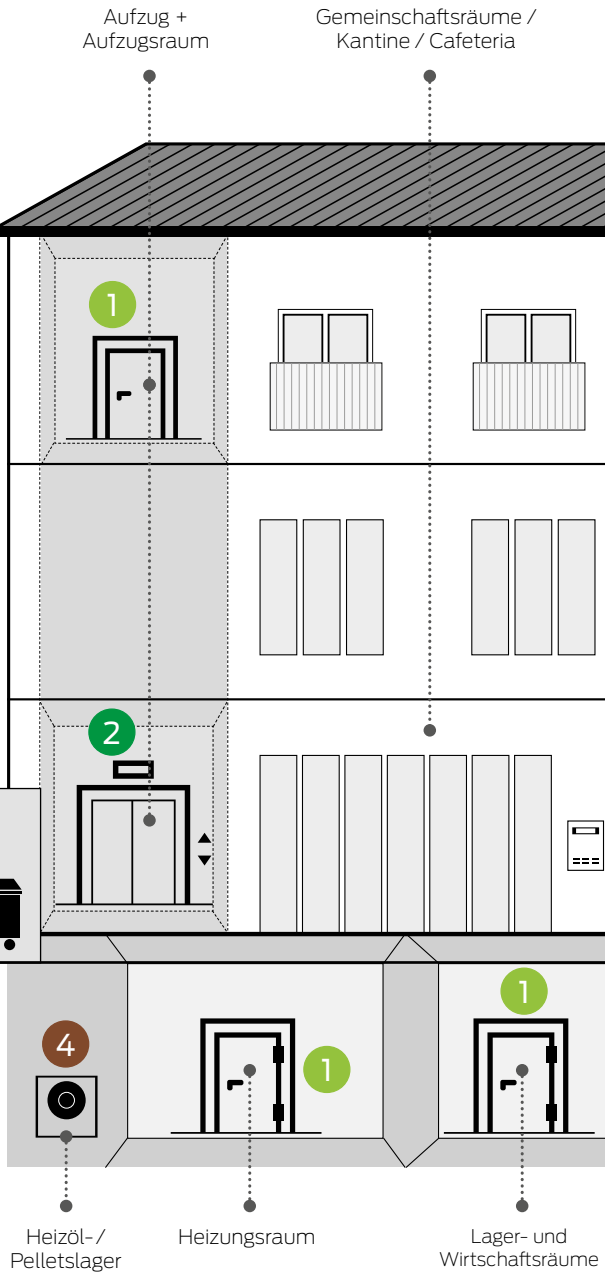 Aufzug +
Aufzugsraum
Gemeinschaftsräume /
Kantine / Cafeteria
1
2
1
4
1
Heizöl-/
Pelletslager
Heizungsraum
Lager- und
Wirtschaftsräume